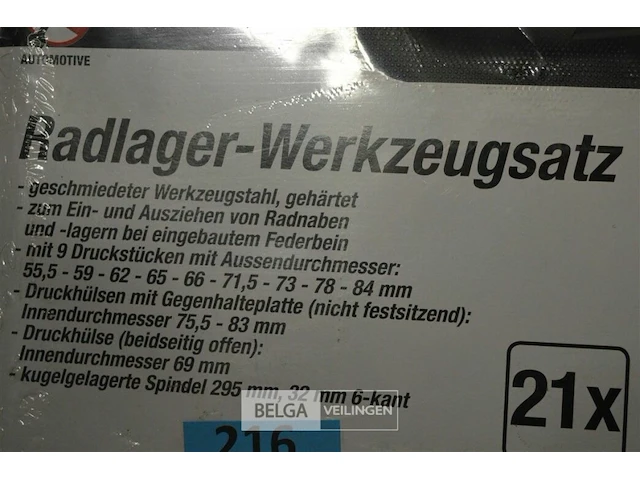 AUTOMOTIVE
Radlager-Werkzeugsatz
- geschmiedeter Werkzeugstahl, gehärtet
- zum Ein- und Ausziehen von Radnaben
und -lagern bei eingebautem Federbein
- mit 9 Druckstücken mit Aussendurchmesser:
55,5 - 59 - 62 - 65 - 66 - 71,5 - 73 - 78 - 84 mm
- Druckhülsen mit Gegenhalteplatte (nicht festsitzend):
Innendurchmesser 75,5 - 83 mm
- Druckhülse (beidseitig offen):
Innendurchmesser 69 mm
- kugelgelagerte Spindel 295 mm, 32 mm 6-kant
21x
BELGA VEILINGEN
216